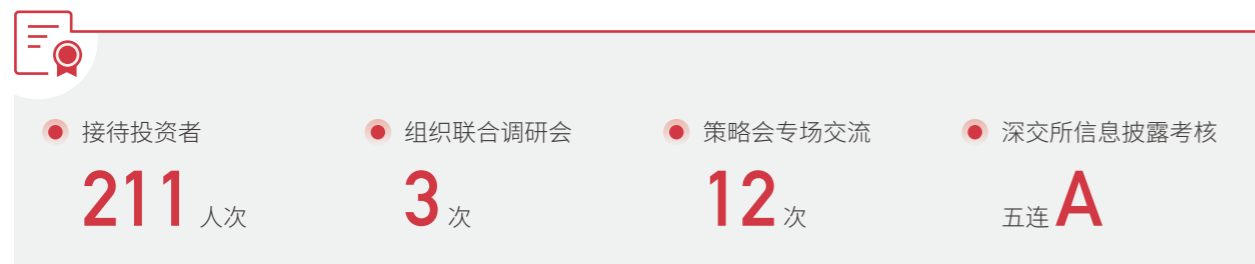 接待投资者
211 人次
组织联合调研会
3 次
策略会专场交流
12 次
深交所信息披露考核
五连 A